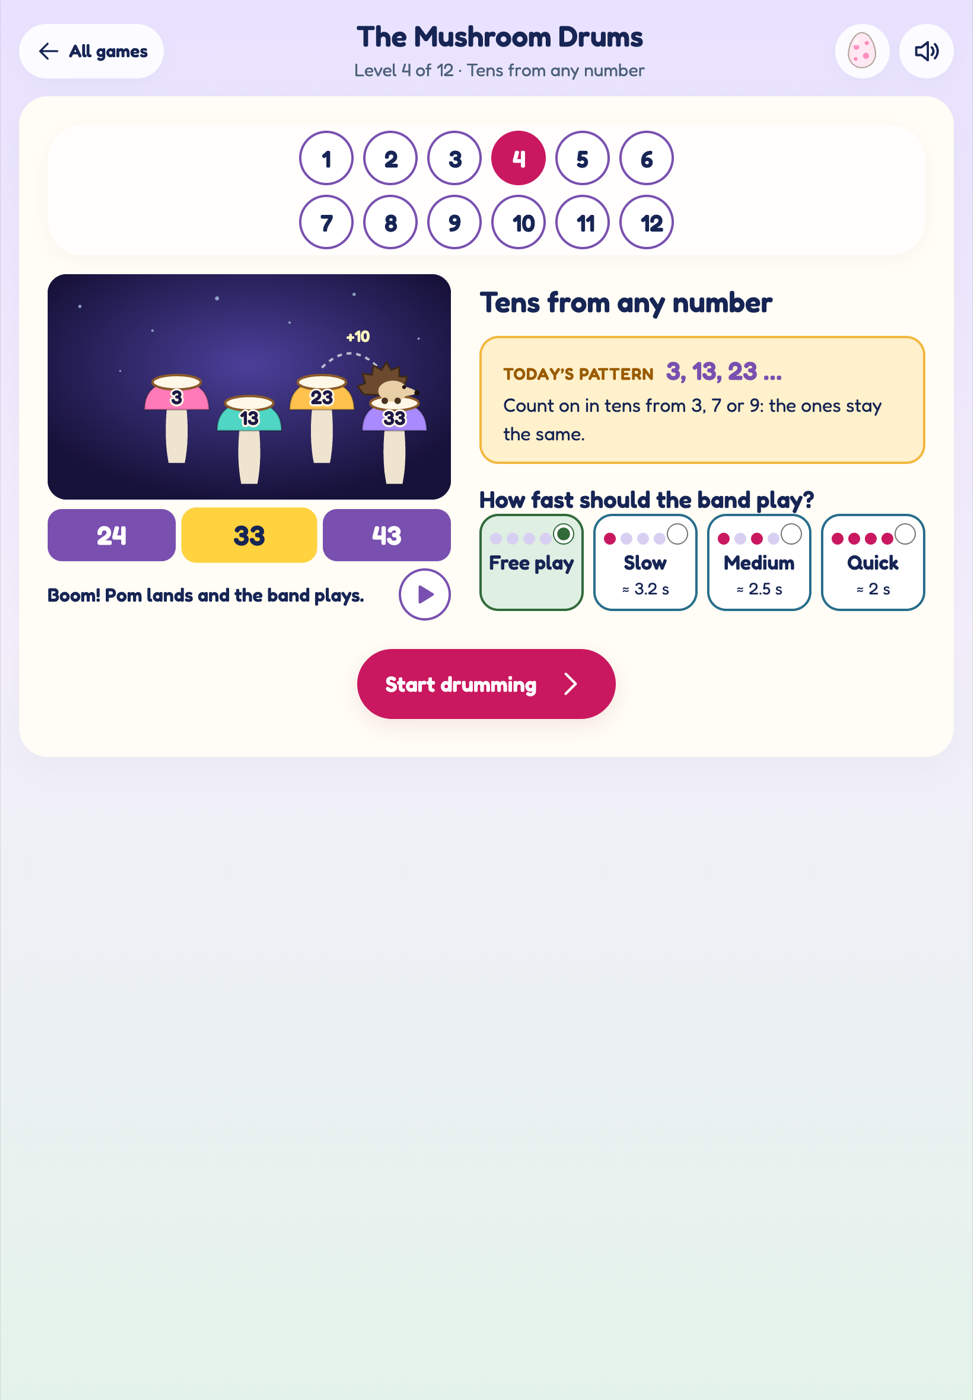 All games
The Mushroom Drums
Level 4 of 12 · Tens from any number
1 2 3 4 5 6
7 8 9 10 11 12
+10
3 13 23 33
24 33 43
Boom! Pom lands and the band plays.
Tens from any number
TODAY'S PATTERN 3, 13, 23 ...
Count on in tens from 3, 7 or 9: the ones stay
the same.
How fast should the band play?
Free play Slow Medium Quick
≈ 3.2 s ≈ 2.5 s ≈ 2 s
Start drumming